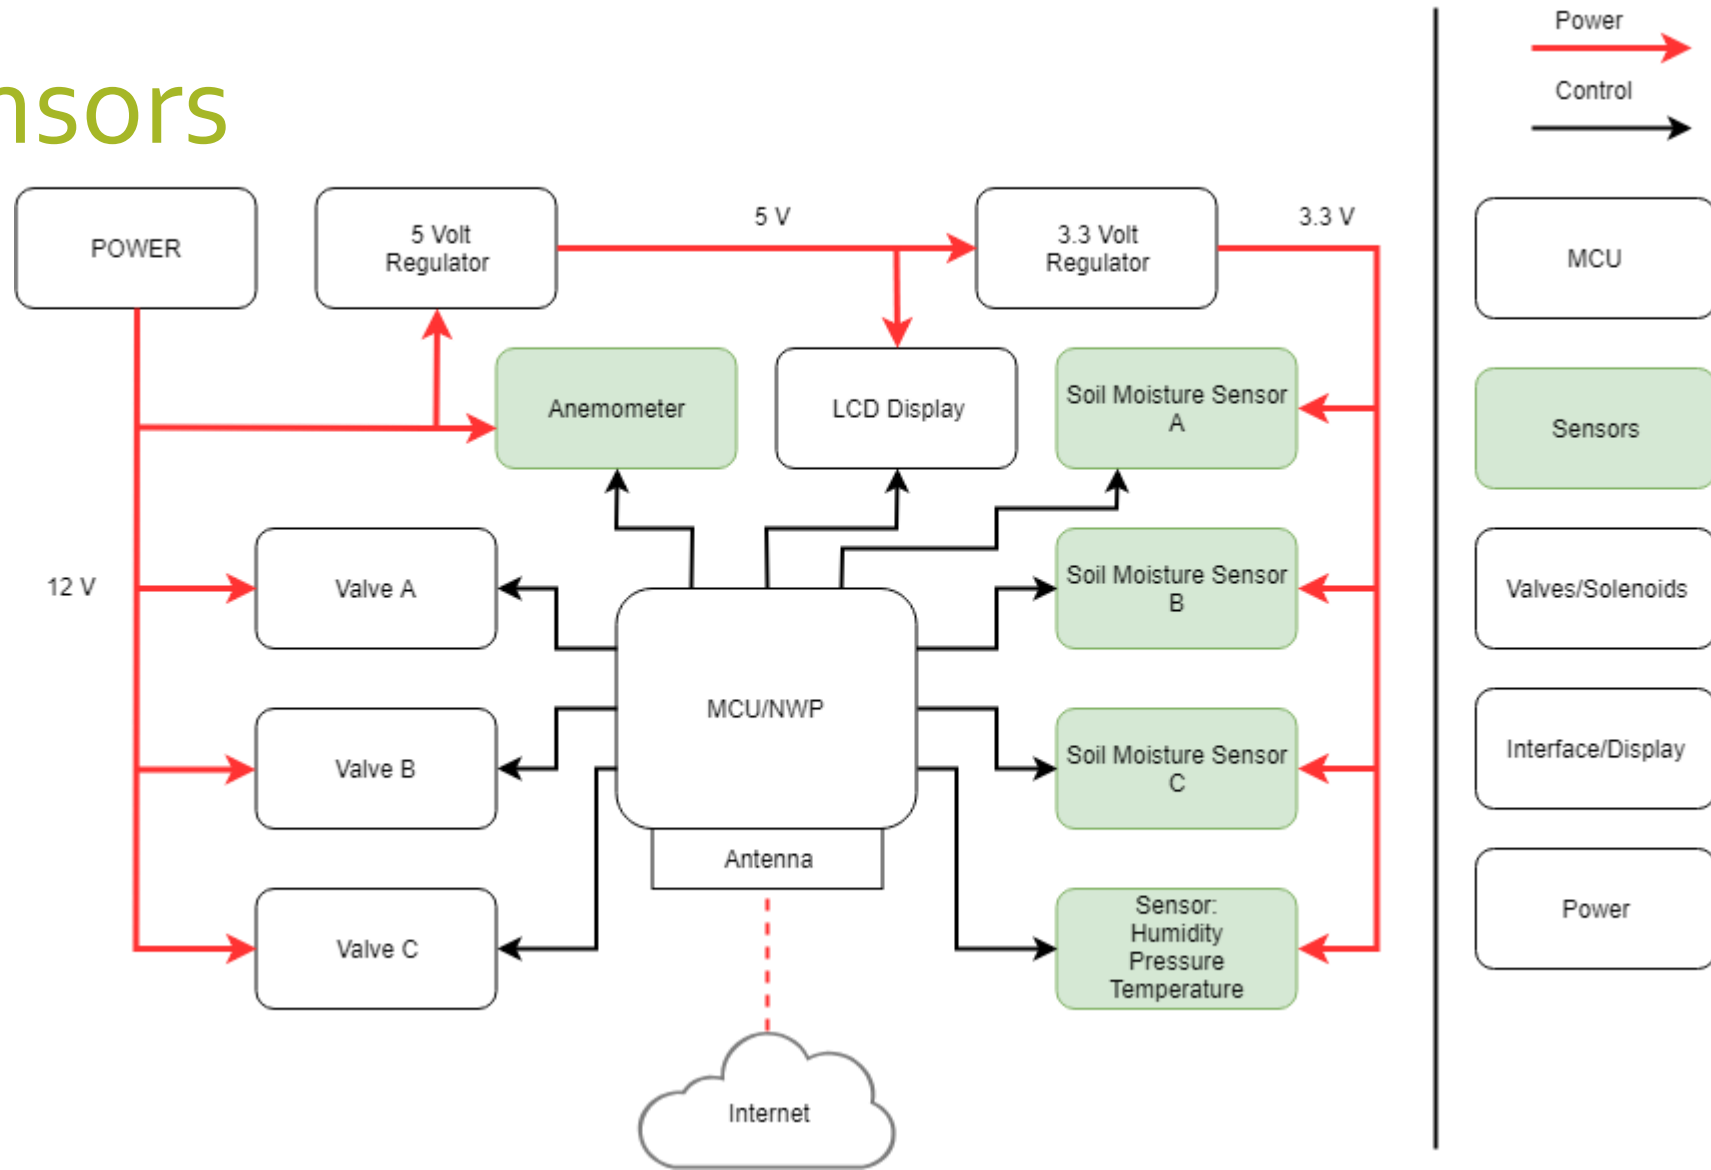 nsors
POWER
5 Volt
Regulator
5 V
3.3 Volt
Regulator
3.3 V
Anemometer
LCD Display
Soil Moisture Sensor
A
12 V
Valve A
Soil Moisture Sensor
B
MCU/NWP
Valve B
Soil Moisture Sensor
C
Antenna
Valve C
Sensor:
Humidity
Pressure
Temperature
Internet
Power
Control
MCU
Sensors
Valves/Solenoids
Interface/Display
Power